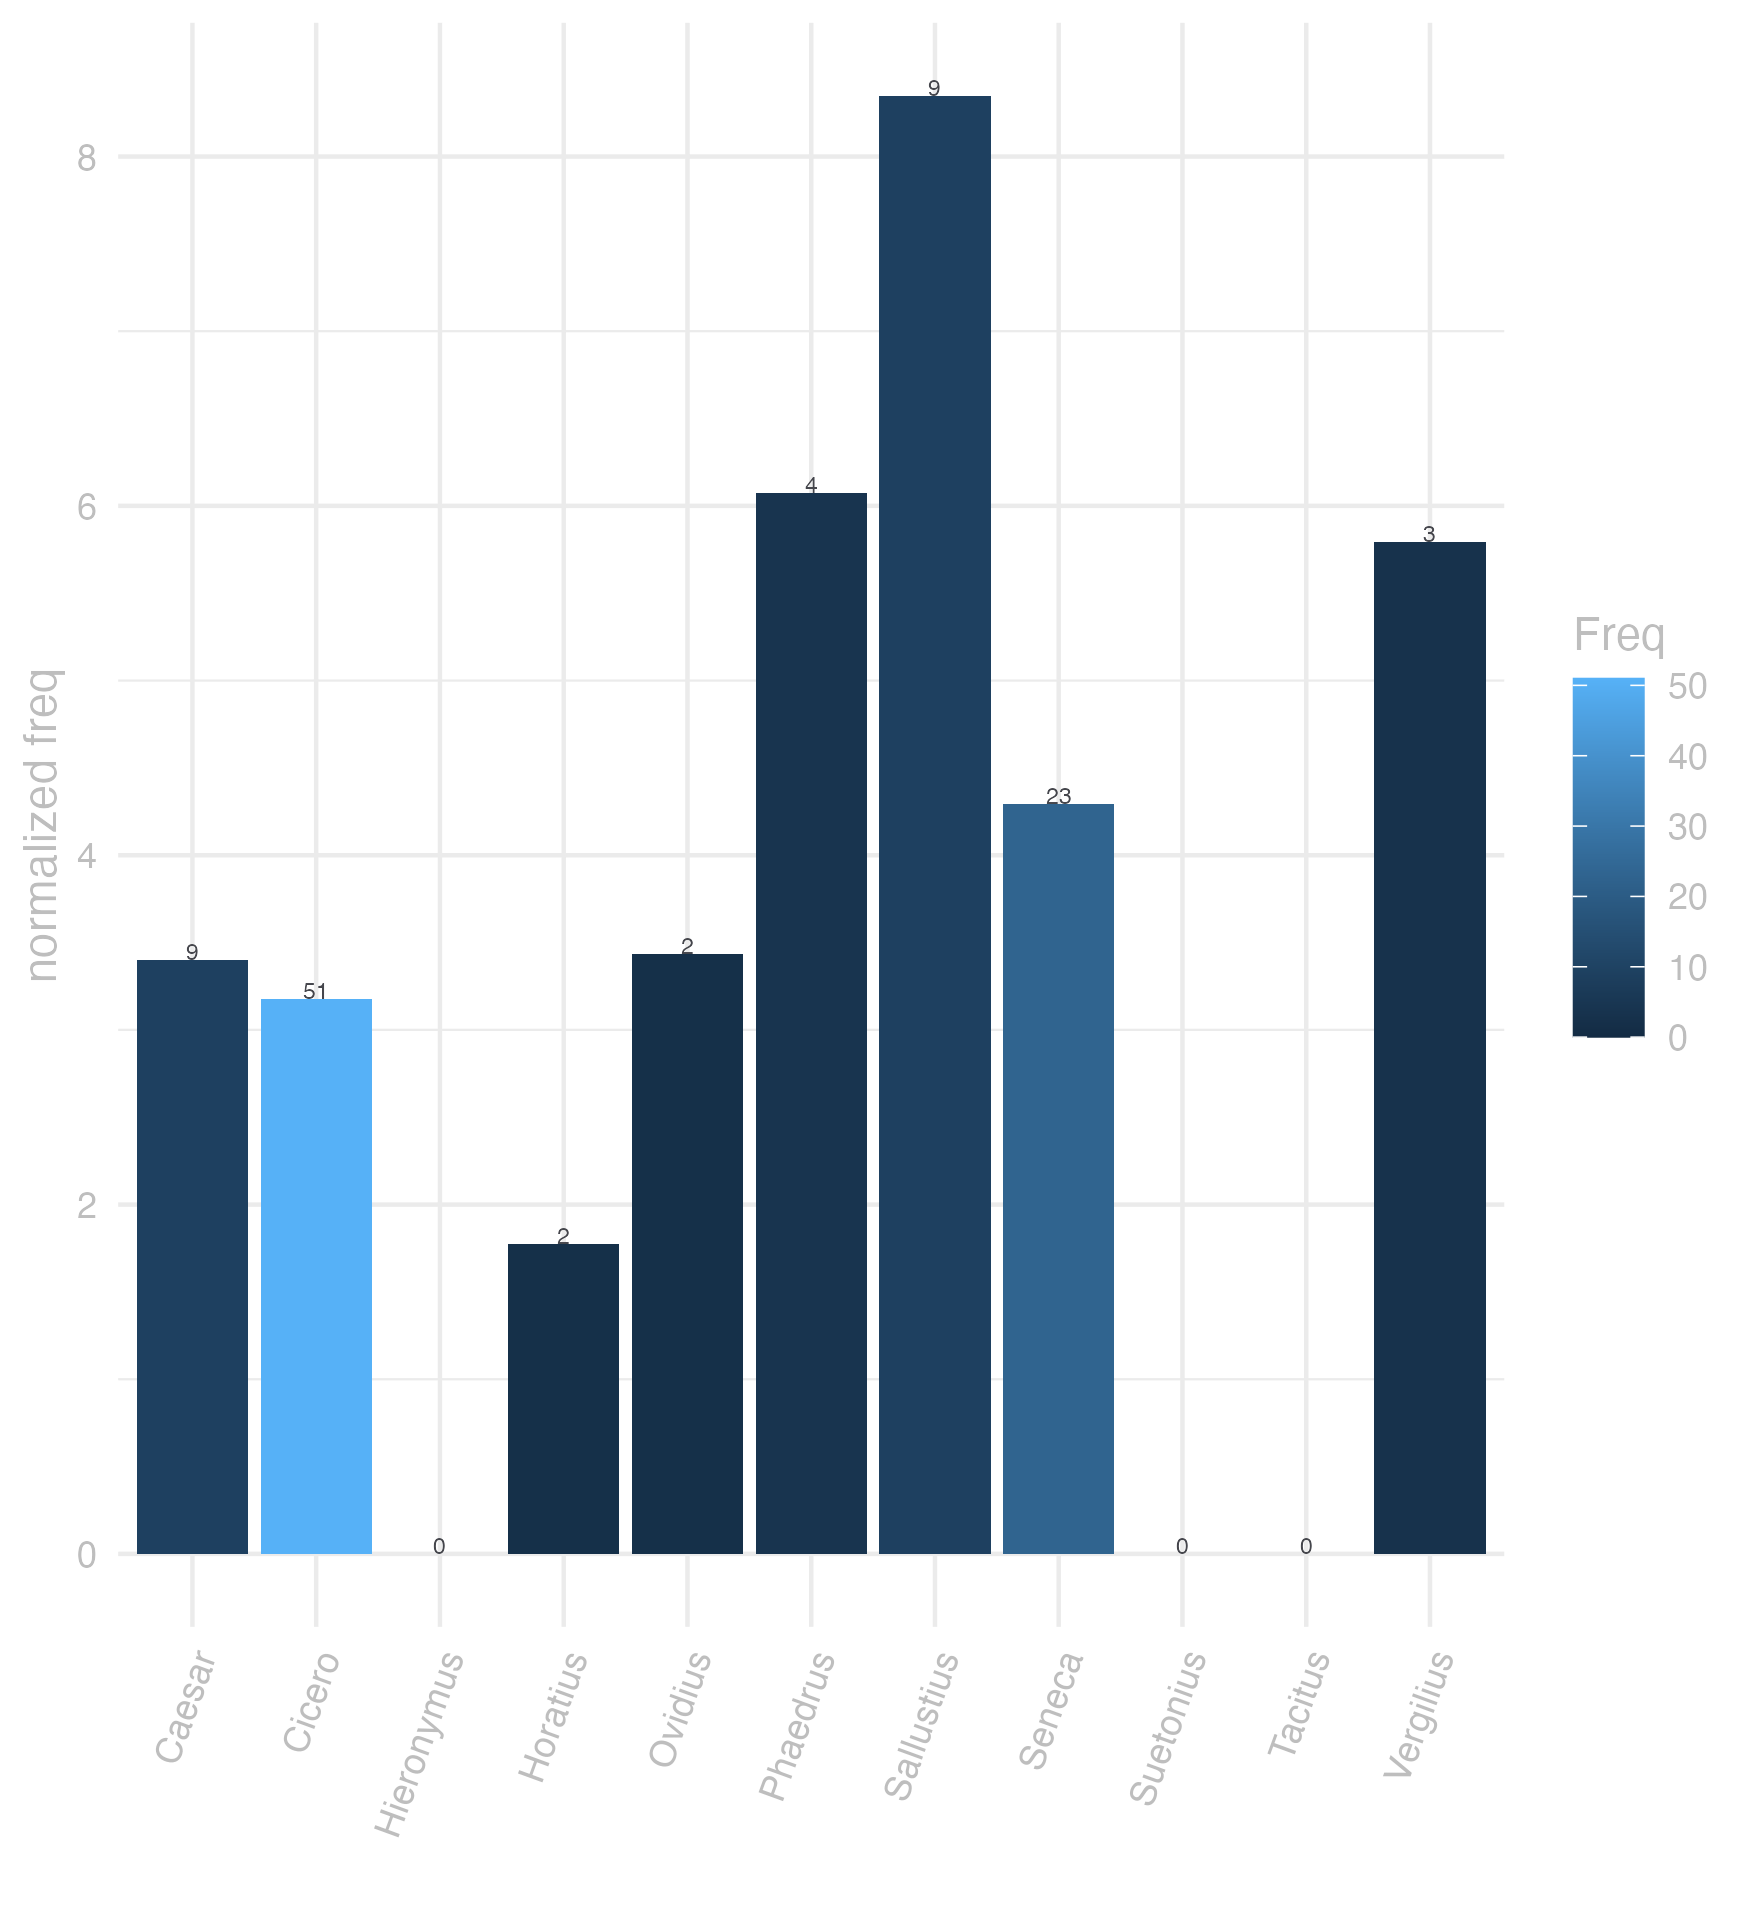 normalized freq
8
6
4
2
0
9
51
0
2
2
4
9
23
0
0
3
Caesar
Cicero
Hieronymus
Horatius
Ovidius
Phaedrus
Sallustius
Seneca
Suetonius
Tacitus
Vergilius
Freq
50
40
30
20
10
0